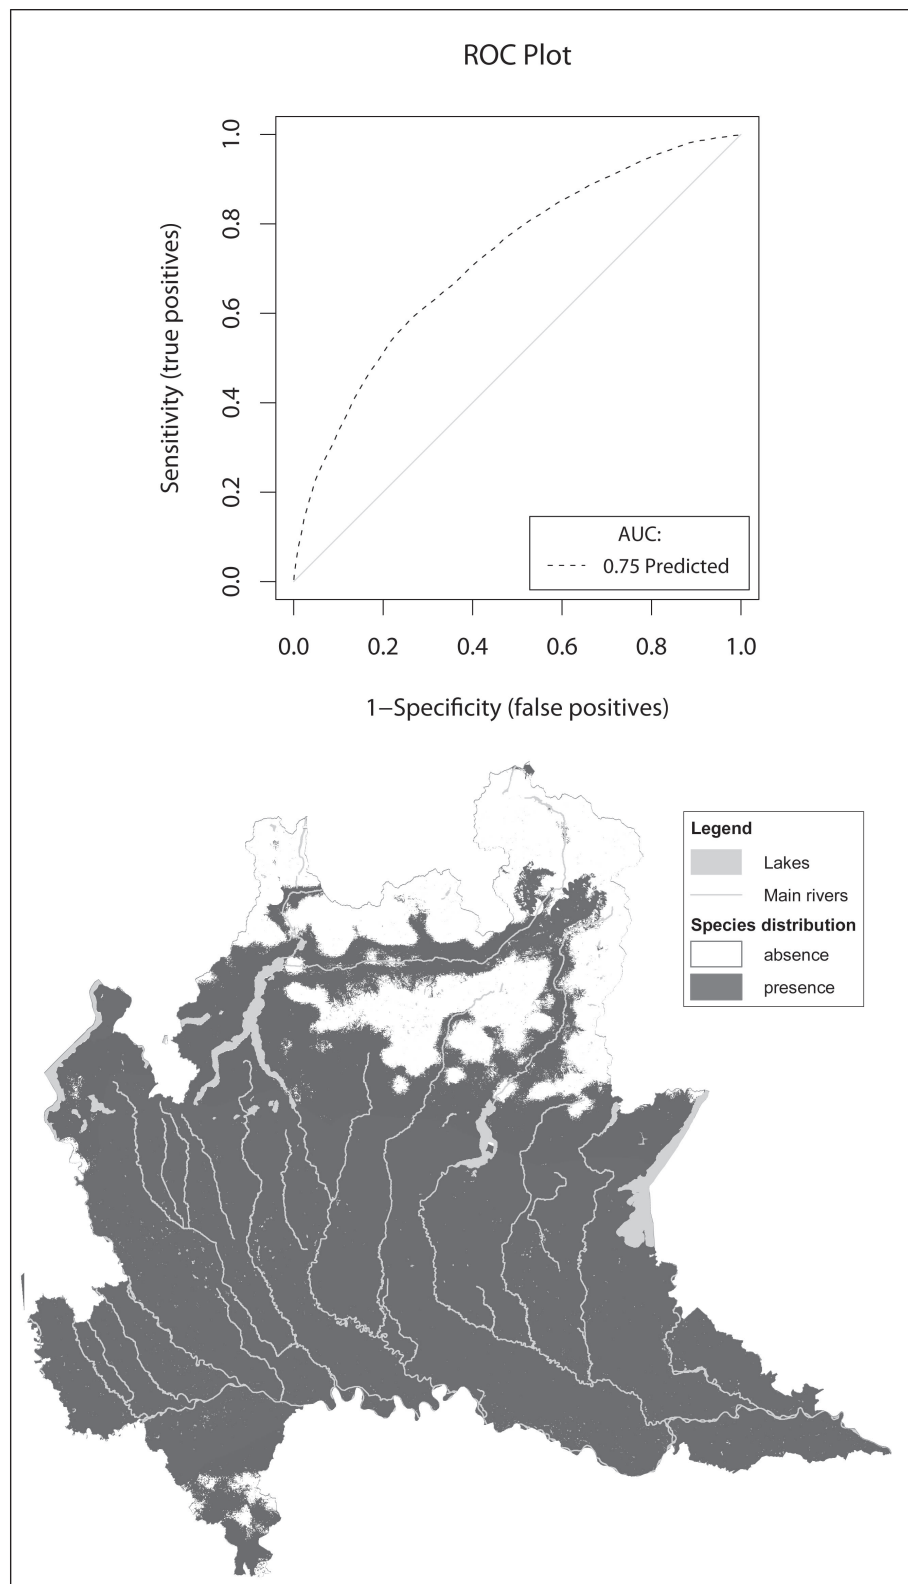 ROC Plot
Sensitivity (true positives)
1.0
0.8
0.6
0.4
0.2
0.0
AUC:
0.75 Predicted
0.0 0.2 0.4 0.6 0.8 1.0
1−Specificity (false positives)
Legend
Lakes
Main rivers
Species distribution
absence
presence